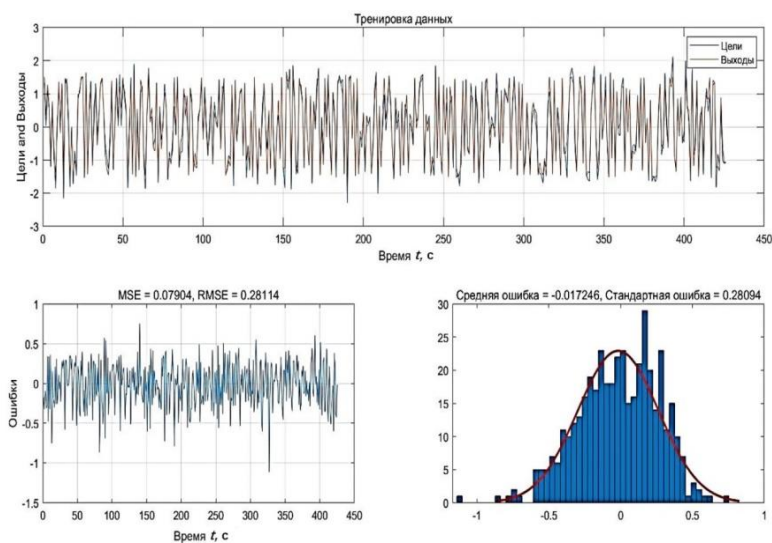 Тренировка данных
3
2
1
0
-1
-2
-3
Цели and Выходы
Цели
Выходы
0 50 100 150 200 250 300 350 400 450
Время t, с
MSE = 0.07904, RMSE = 0.28114
1
0.5
0
-0.5
-1
-1.5
Ошибки
0 50 100 150 200 250 300 350 400 450
Время t, с
Средняя ошибка = -0.017246, Стандартная ошибка = 0.28094
30
25
20
15
10
5
0
-1 -0.5 0 0.5 1